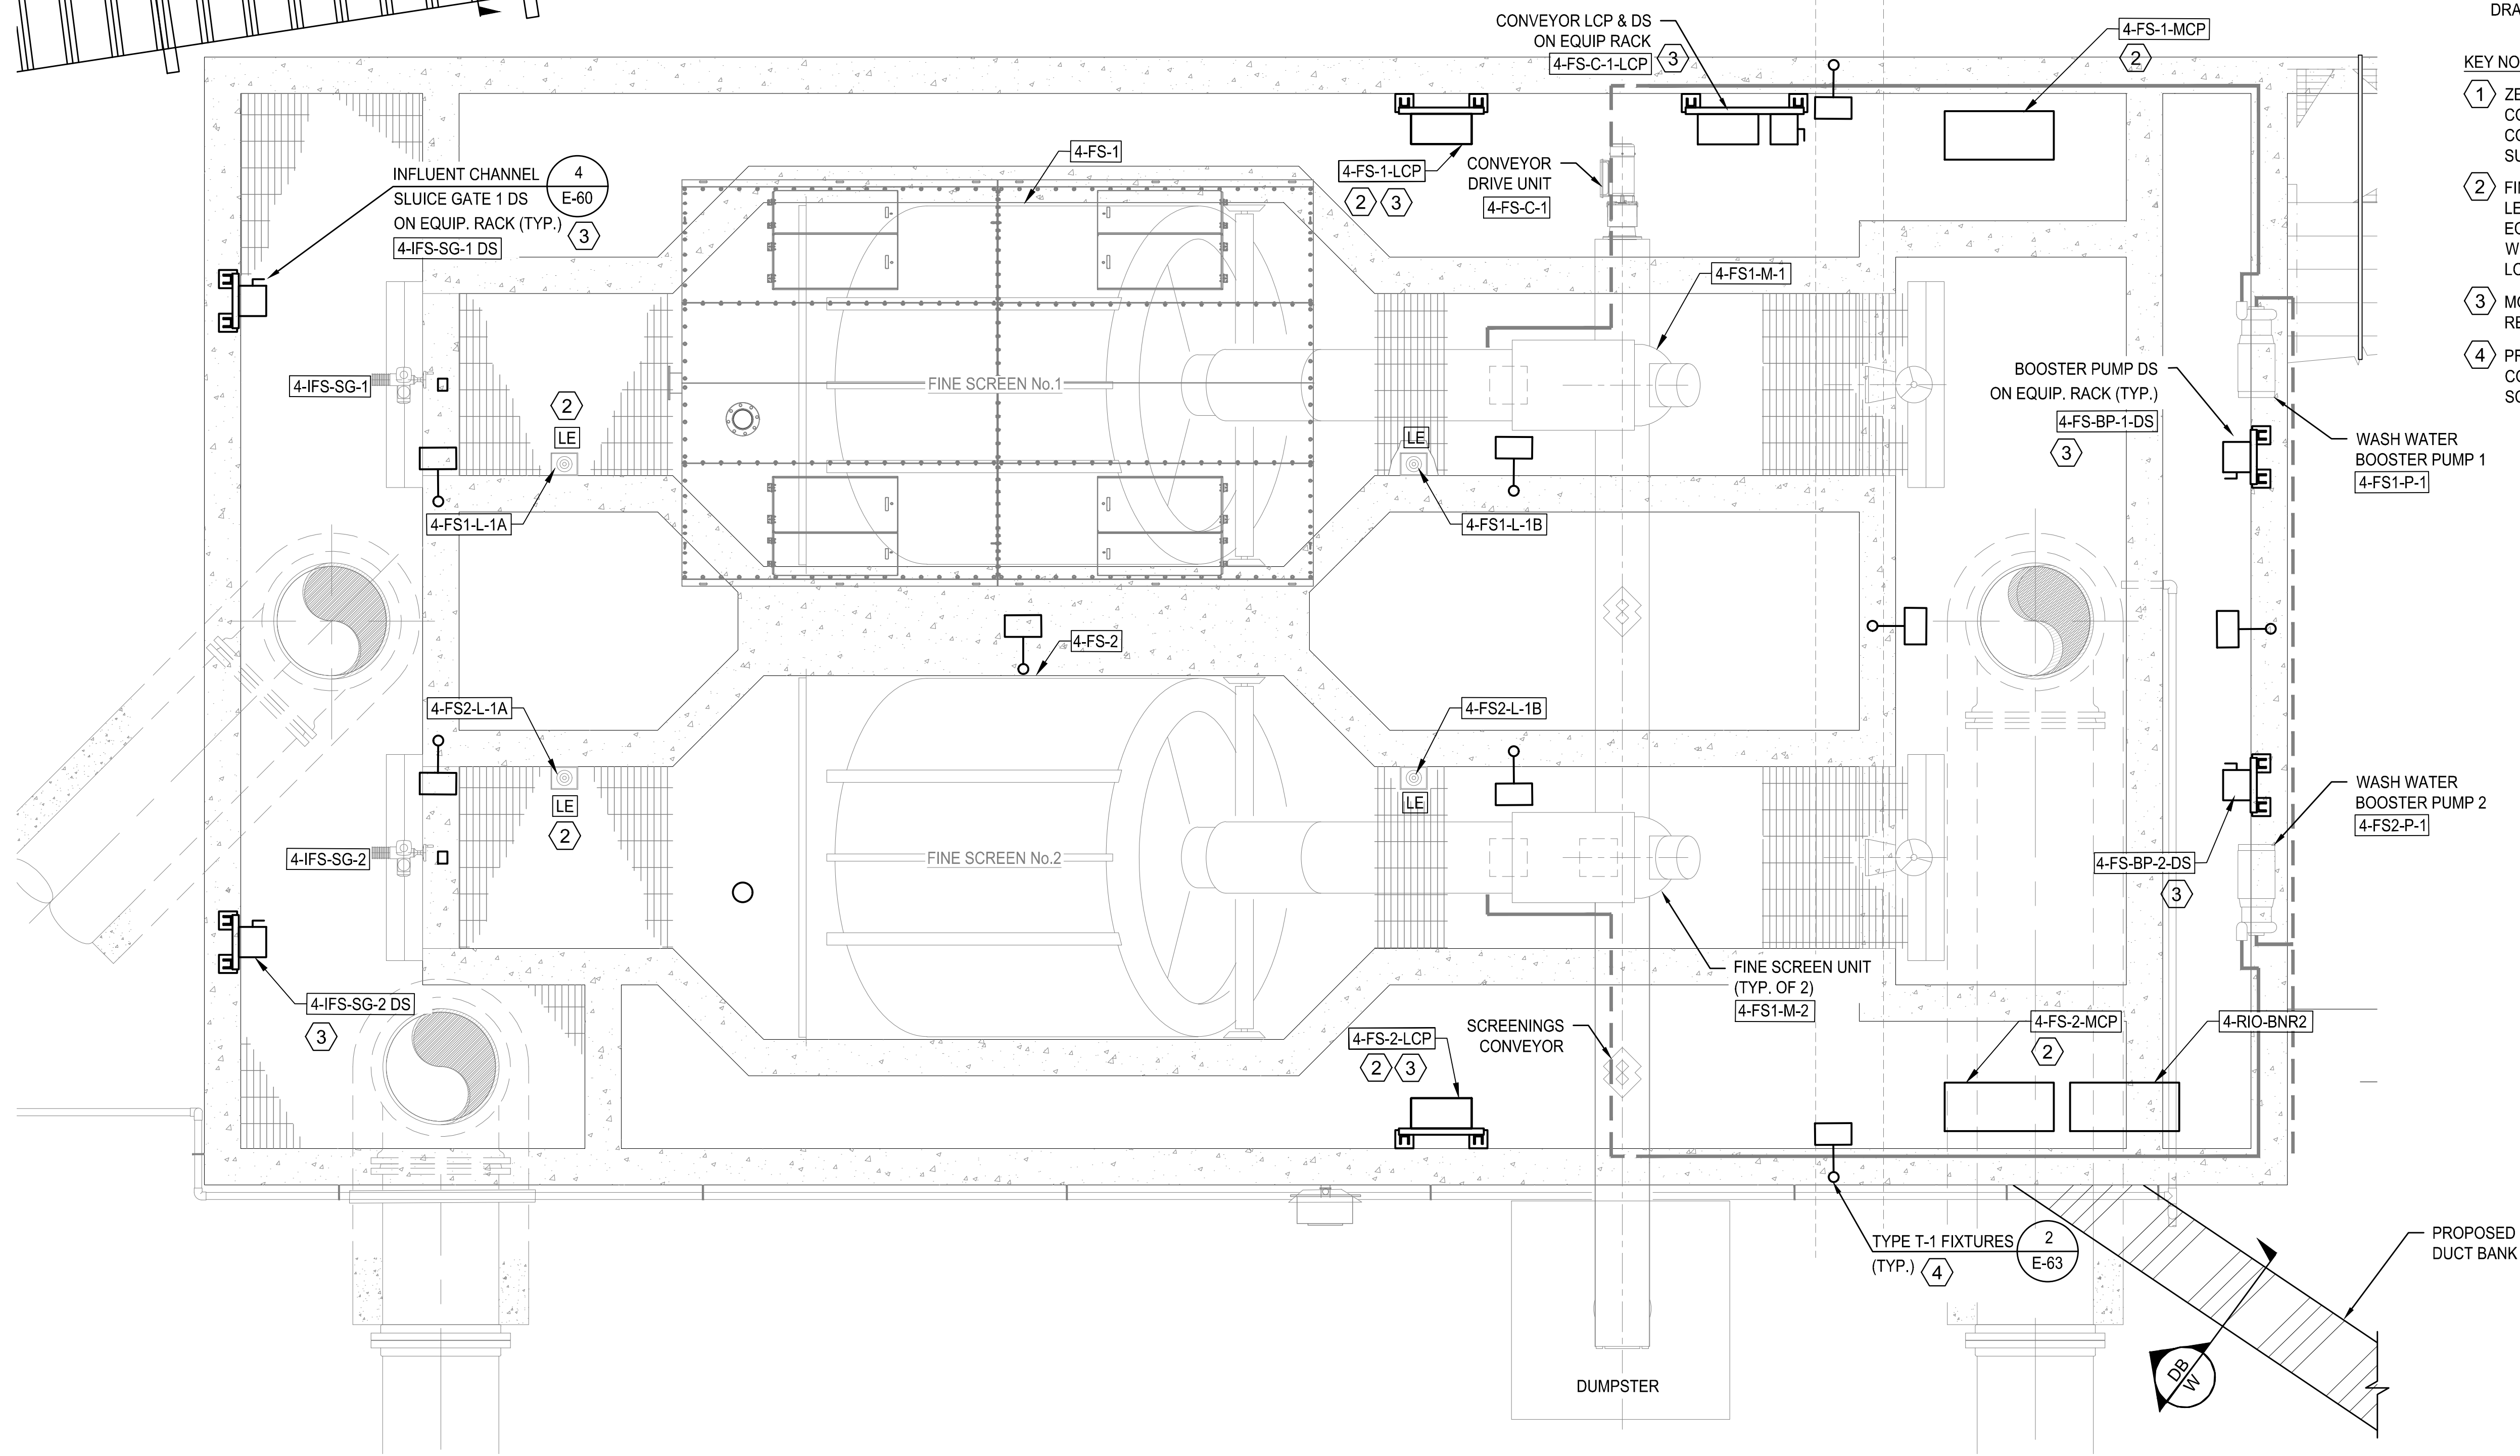 CONVEYOR LCP & DS
ON EQUIP RACK
4-FS-C-1-LCP
3
4-FS-1-MCP
2
INFLUENT CHANNEL
SLUICE GATE 1 DS
ON EQUIP. RACK (TYP.)
4-IFS-SG-1 DS
4
E-60
3
4-FS-1
4-FS-1-LCP
2
3
CONVEYOR
DRIVE UNIT
4-FS-C-1
4-FS1-M-1
4-IFS-SG-1
2
LE
4-FS1-L-1A
FINE SCREEN No.1
LE
4-FS1-L-1B
BOOSTER PUMP DS
ON EQUIP. RACK (TYP.)
4-FS-BP-1-DS
3
WASH WATER
BOOSTER PUMP 1
4-FS1-P-1
4-FS-2
4-FS2-L-1A
LE
2
4-FS2-L-1B
LE
WASH WATER
BOOSTER PUMP 2
4-FS2-P-1
4-IFS-SG-2
FINE SCREEN No.2
4-FS-BP-2-DS
3
4-IFS-SG-2 DS
3
FINE SCREEN UNIT
(TYP. OF 2)
4-FS1-M-2
4-FS-2-LCP
2
3
SCREENINGS
CONVEYOR
4-FS-2-MCP
2
4-RIO-BNR2
TYPE T-1 FIXTURES
(TYP.)
4
2
E-63
PROPOSED
DUCT BANK
DUMPSTER
DB
W
KEY NO
1
2
3
4